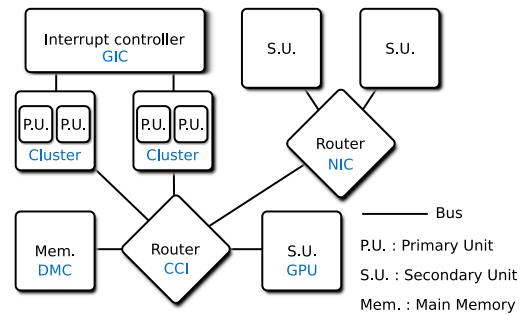 Interrupt controller
GIC
S.U.
S.U.
P.U. P.U.
Cluster
P.U. P.U.
Cluster
Router
NIC
Mem.
DMC
Router
CCI
S.U.
GPU
Bus
P.U. : Primary Unit
S.U. : Secondary Unit
Mem. : Main Memory